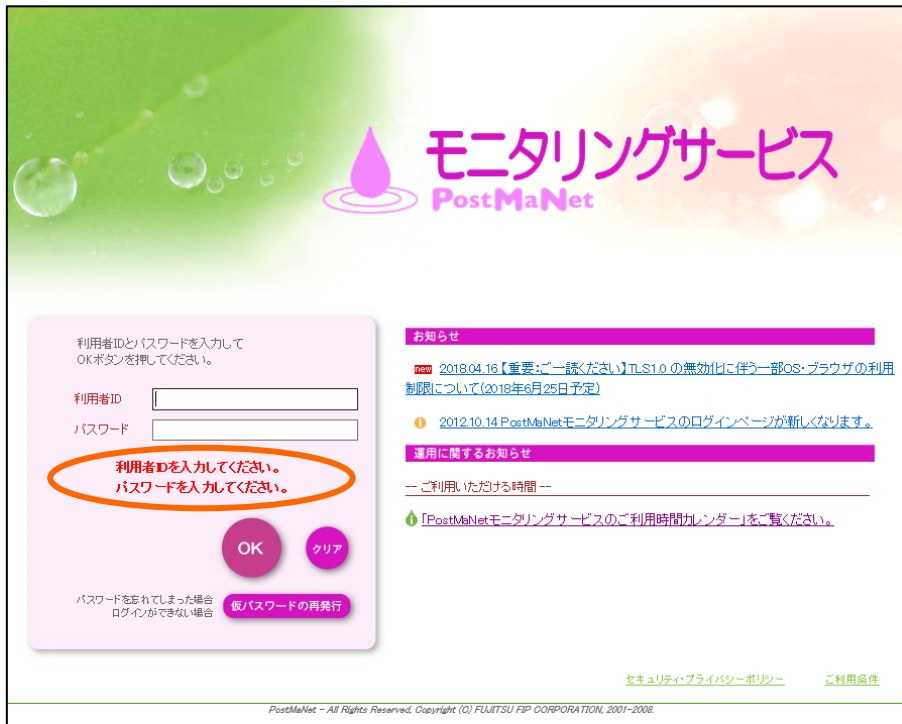 モニタリングサービス
PostMaNet
利用者IDとパスワードを入力して
OKボタンを押してください。
利用者ID
パスワード
利用者IDを入力してください。
パスワードを入力してください。
OK
クリア
パスワードを忘れてしまった場合
ログインができない場合
仮パスワードの再発行
お知らせ
new 2018.04.16【重要:ご一読ください】TLS1.0 の無効化に伴う一部OS・ブラウザの利用
制限について(2018年6月25日予定)
2012.10.14 PostMaNetモニタリングサービスのログインページが新しくなります。
運用に関するお知らせ
-- ご利用いただける時間 --
「PostMaNetモニタリングサービスのご利用時間カレンダー」をご覧ください。
セキュリティ・プライバシーポリシー
ご利用条件
PostMaNet - All Rights Reserved, Copyright (C) FUJITSU FIP CORPORATION, 2001-2008.